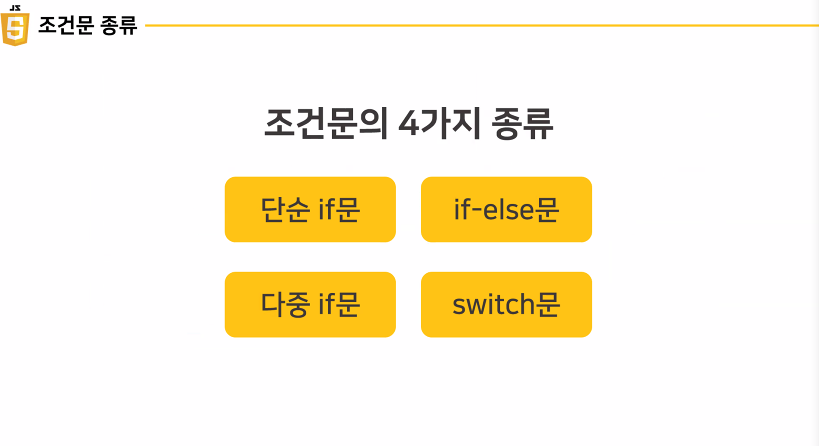 JS
조건문 종류
조건문의 4가지 종류
단순 if문
if-else문
다중 if문
switch문